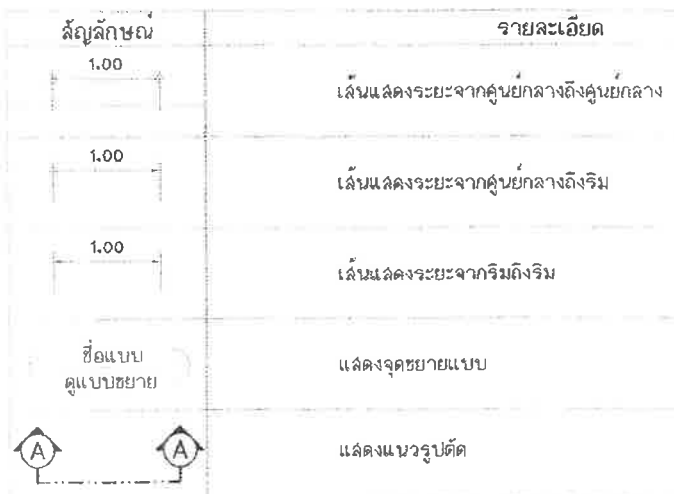 สัญลักษณ์ รายละเอียด
1.00 เส้นแสดงระยะจากศูนย์กลางถึงศูนย์กลาง
1.00 เส้นแสดงระยะจากศูนย์กลางถึงริม
1.00 เส้นแสดงระยะจากริมถึงริม
ชื่อแบบ
ดูแบบขยาย แสดงจุดขยายแบบ
A A แสดงแนวรูปตัด